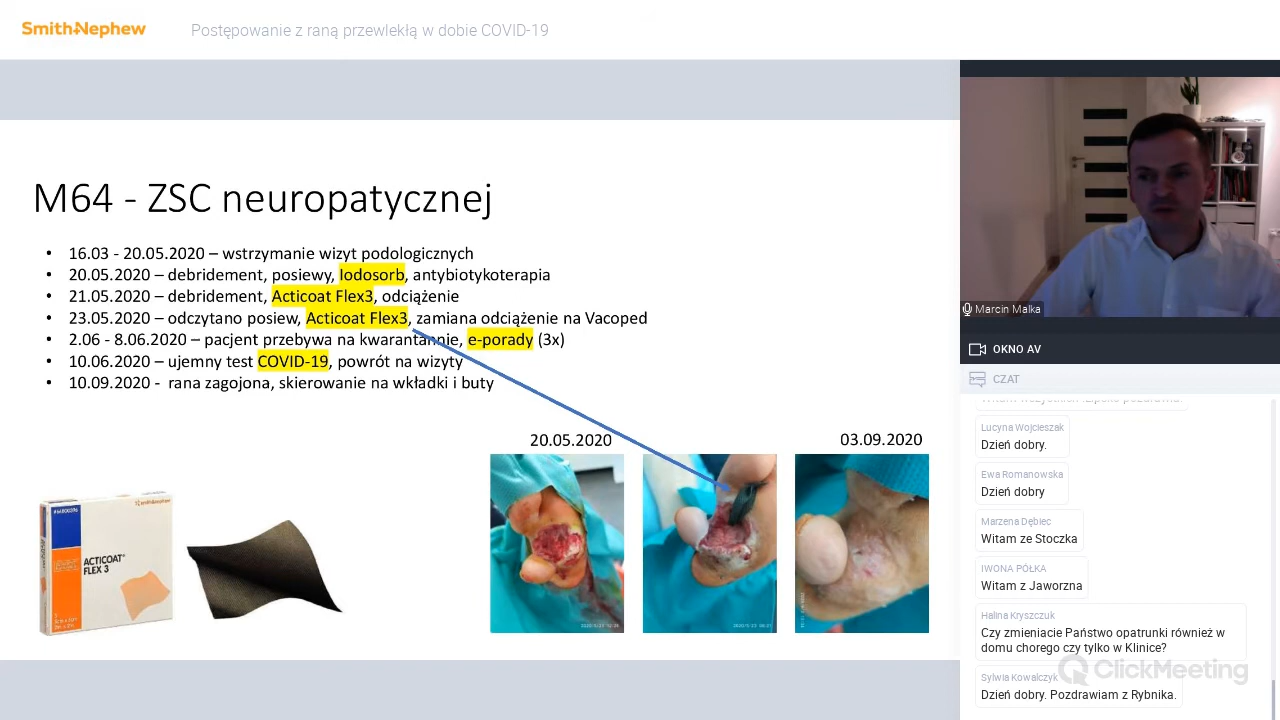 Smith+Nephew
Postępowanie z raną przewlekłą w dobie COVID-19
M64 - ZSC neuropatycznej
• 16.03 - 20.05.2020 – wstrzymanie wizyt podologicznych
• 20.05.2020 – debridement, posiewy, Iodosorb, antybiotykoterapia
• 21.05.2020 – debridement, Acticoat Flex3, odciążenie
• 23.05.2020 – odczytano posiew, Acticoat Flex3, zamiana odciążenie na Vacoped
• 2.06 - 8.06.2020 – pacjent przebywa na kwarantannie, e-porady (3x)
• 10.06.2020 – ujemny test COVID-19, powrót na wizyty
• 10.09.2020 - rana zagojona, skierowanie na wkładki i buty
20.05.2020
03.09.2020
ACTICOAT
FLEX 3
Marcin Malka
OKNO AV
CZAT
Lucyna Wojcieszak
Dzień dobry.
Ewa Romanowska
Dzień dobry
Marzena Dębiec
Witam ze Stoczka
IWONA PÓŁKA
Witam z Jaworzna
Halina Kryszczuk
Czy zmieniacie Państwo opatrunki również w
domu chorego czy tylko w Klinice?
Sylwia Kowalczyk
Dzień dobry. Pozdrawiam z Rybnika.
ClickMeeting